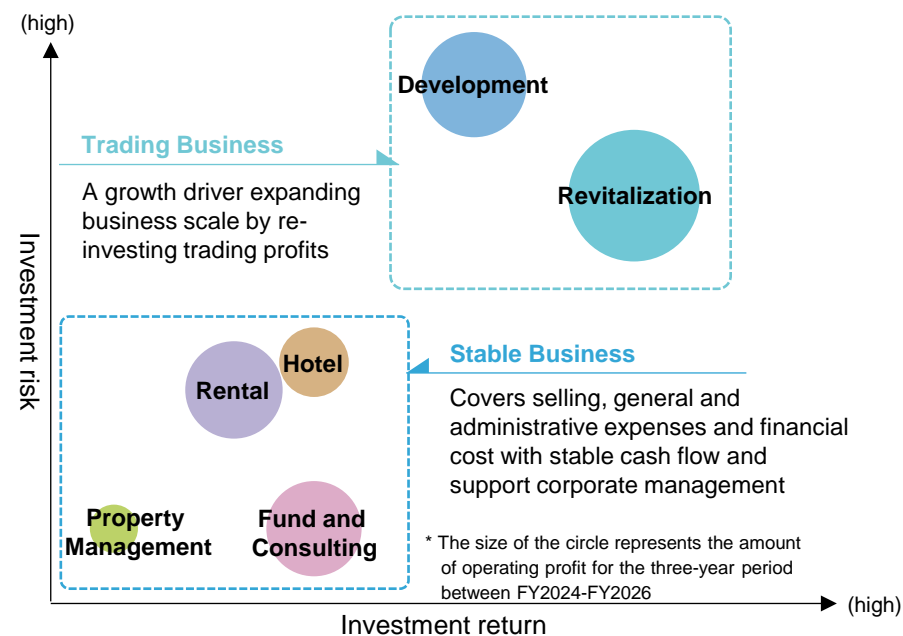 (high)
Development
Trading Business
A growth driver expanding
business scale by re-
investing trading profits
Revitalization
Investment risk
Stable Business
Hotel
Rental
Covers selling, general and
administrative expenses and financial
cost with stable cash flow and
support corporate management
Property
Management
Fund and
Consulting
* The size of the circle represents the amount
of operating profit for the three-year period
between FY2024-FY2026
(high)
Investment return